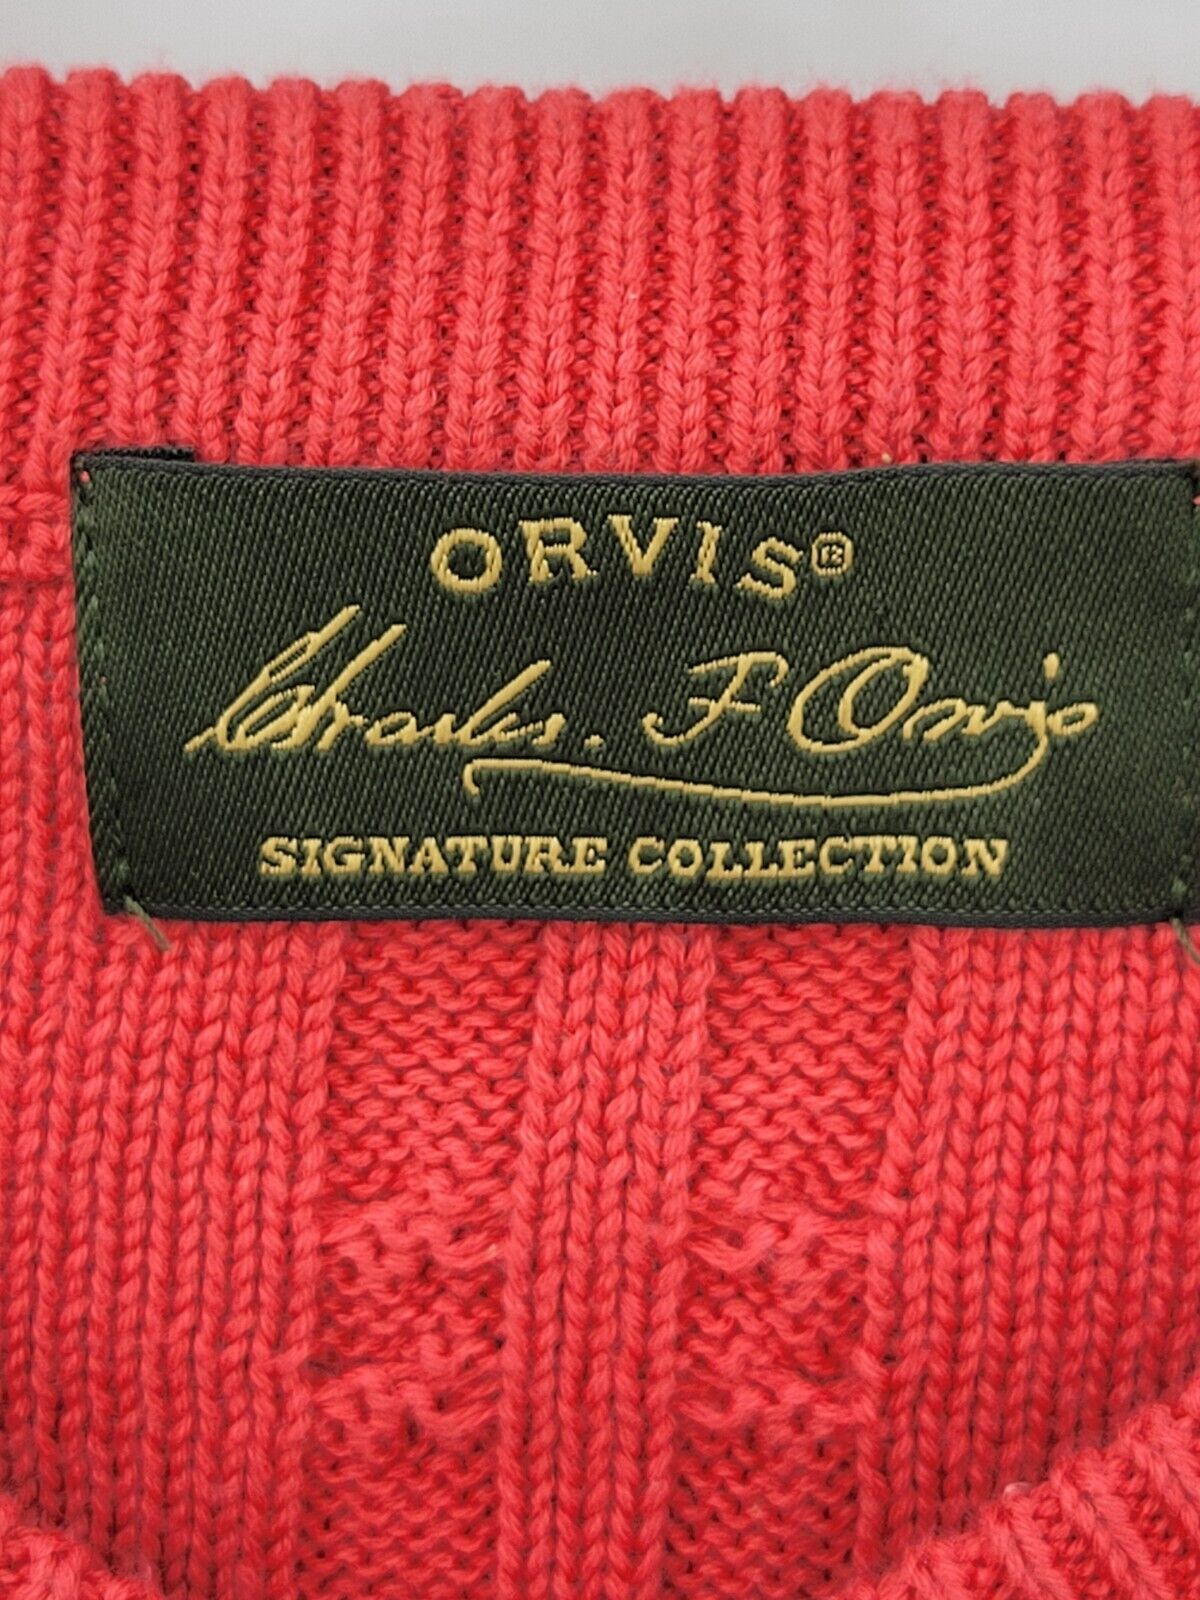 ORVIS®
Charles. F Orvis
SIGNATURE COLLECTION